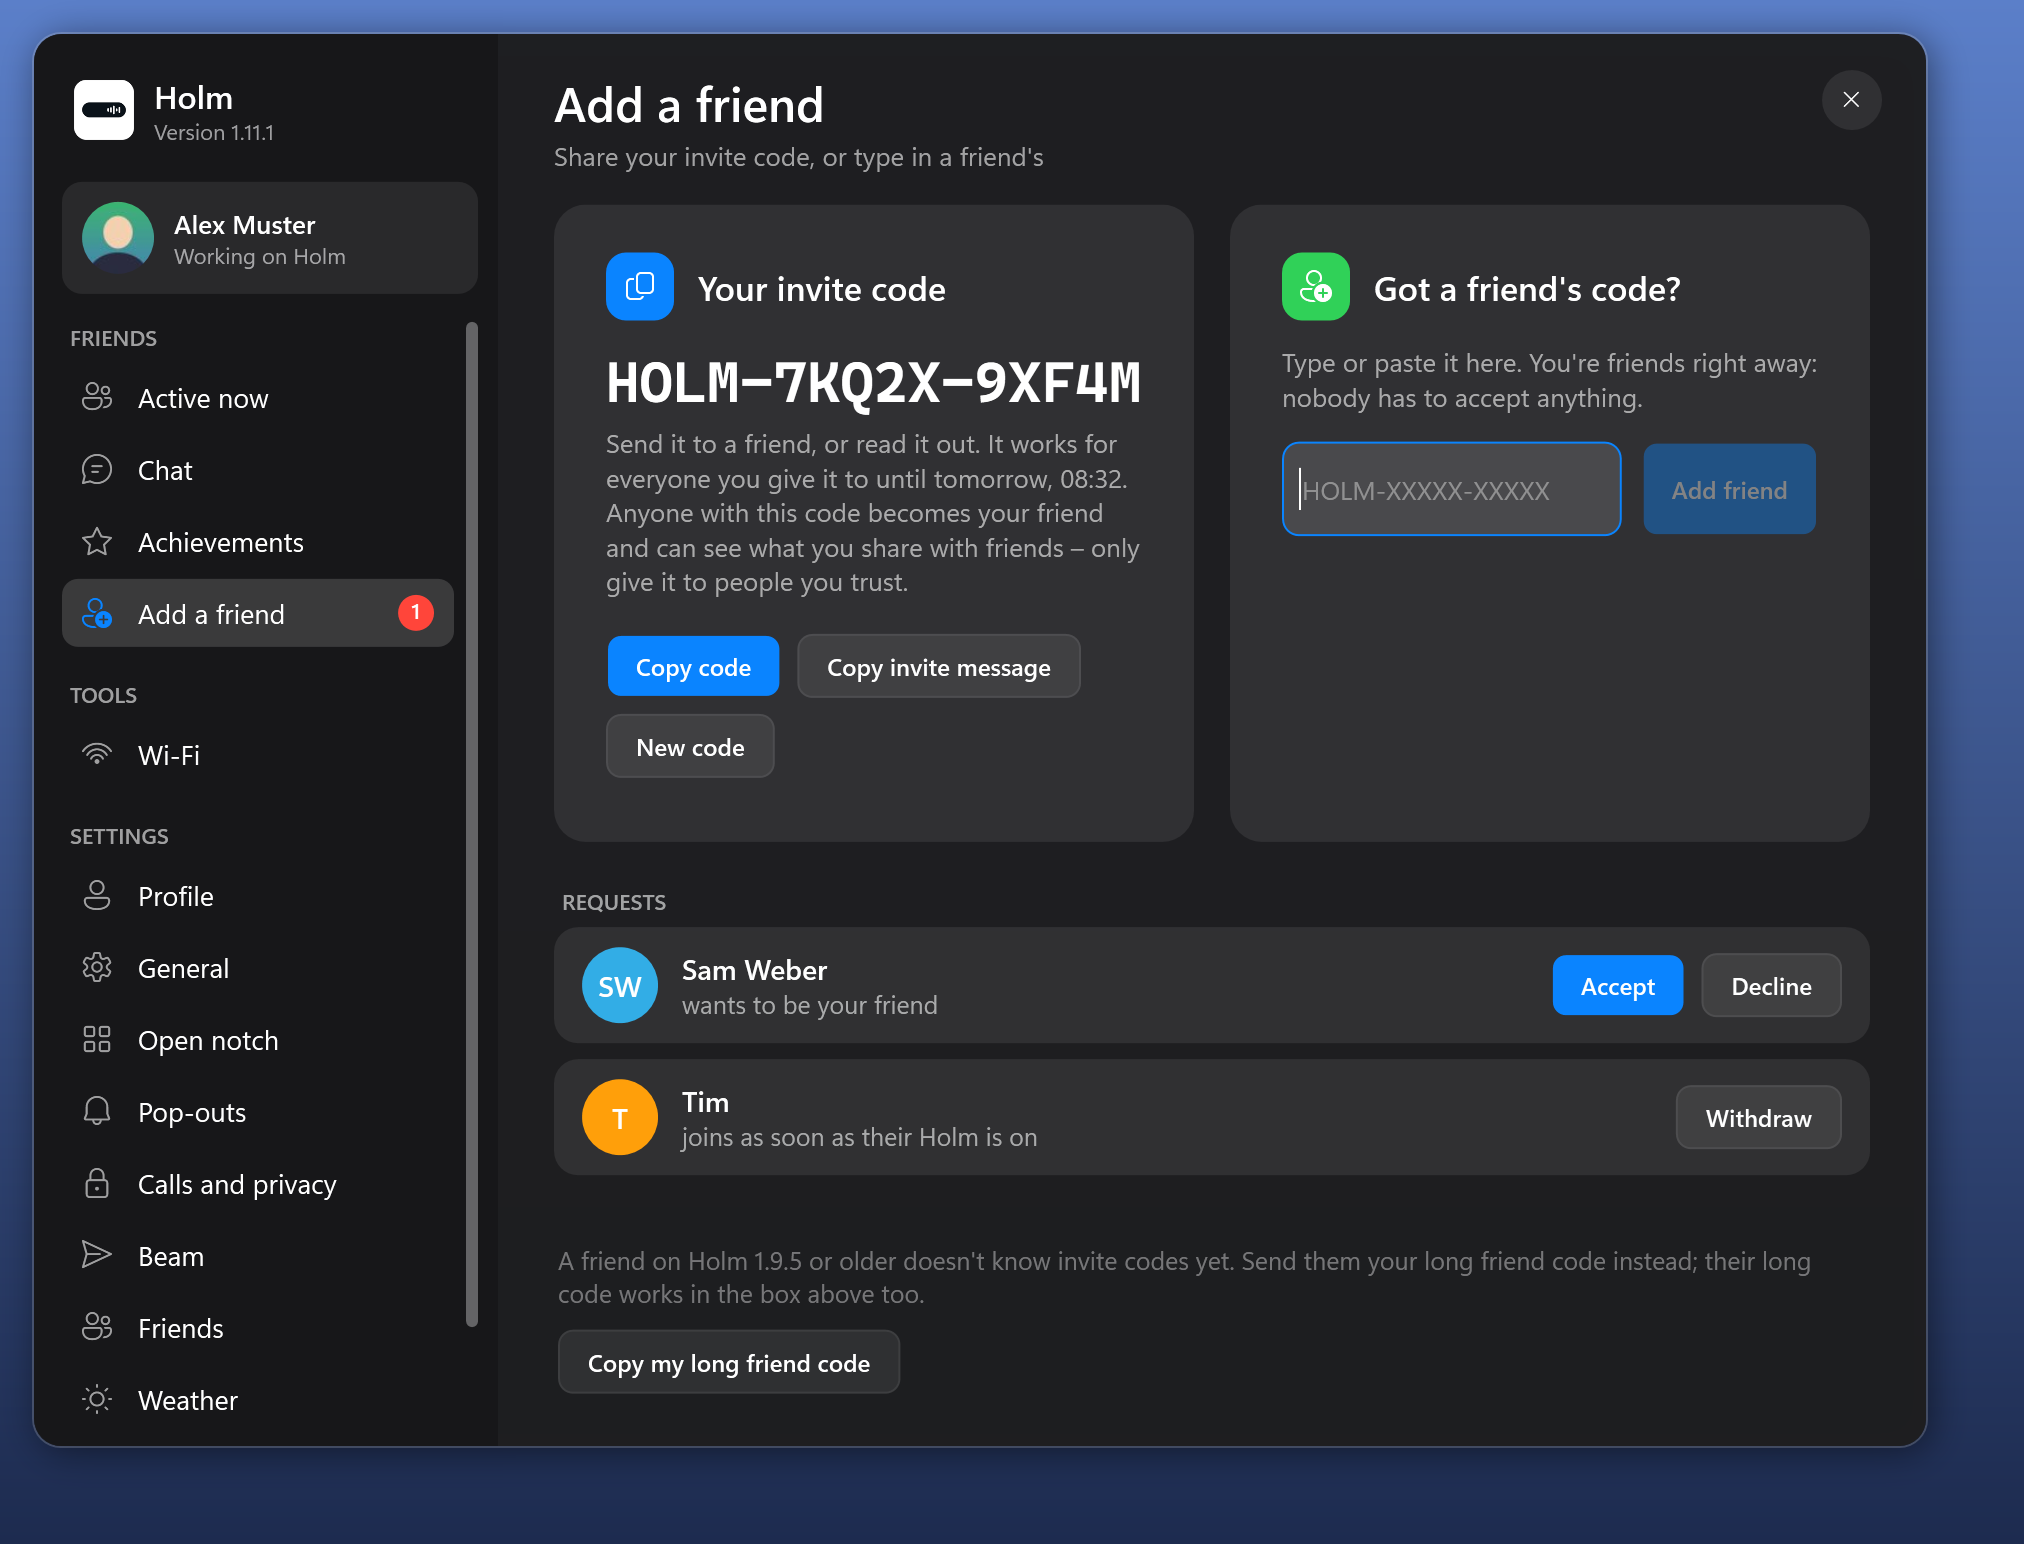 Holm
Version 1.11.1
Alex Muster
Working on Holm
FRIENDS
Active now
Chat
Achievements
Add a friend
1
TOOLS
Wi-Fi
SETTINGS
Profile
General
Open notch
Pop-outs
Calls and privacy
Beam
Friends
Weather
Add a friend
Share your invite code, or type in a friend's
Your invite code
HOLM-7KQ2X-9XF4M
Send it to a friend, or read it out. It works for
everyone you give it to until tomorrow, 08:32.
Anyone with this code becomes your friend
and can see what you share with friends – only
give it to people you trust.
Copy code
Copy invite message
New code
Got a friend's code?
Type or paste it here. You're friends right away:
nobody has to accept anything.
HOLM-XXXXX-XXXXX
Add friend
REQUESTS
SW
Sam Weber
wants to be your friend
Accept
Decline
T
Tim
joins as soon as their Holm is on
Withdraw
A friend on Holm 1.9.5 or older doesn't know invite codes yet. Send them your long friend code instead; their long
code works in the box above too.
Copy my long friend code